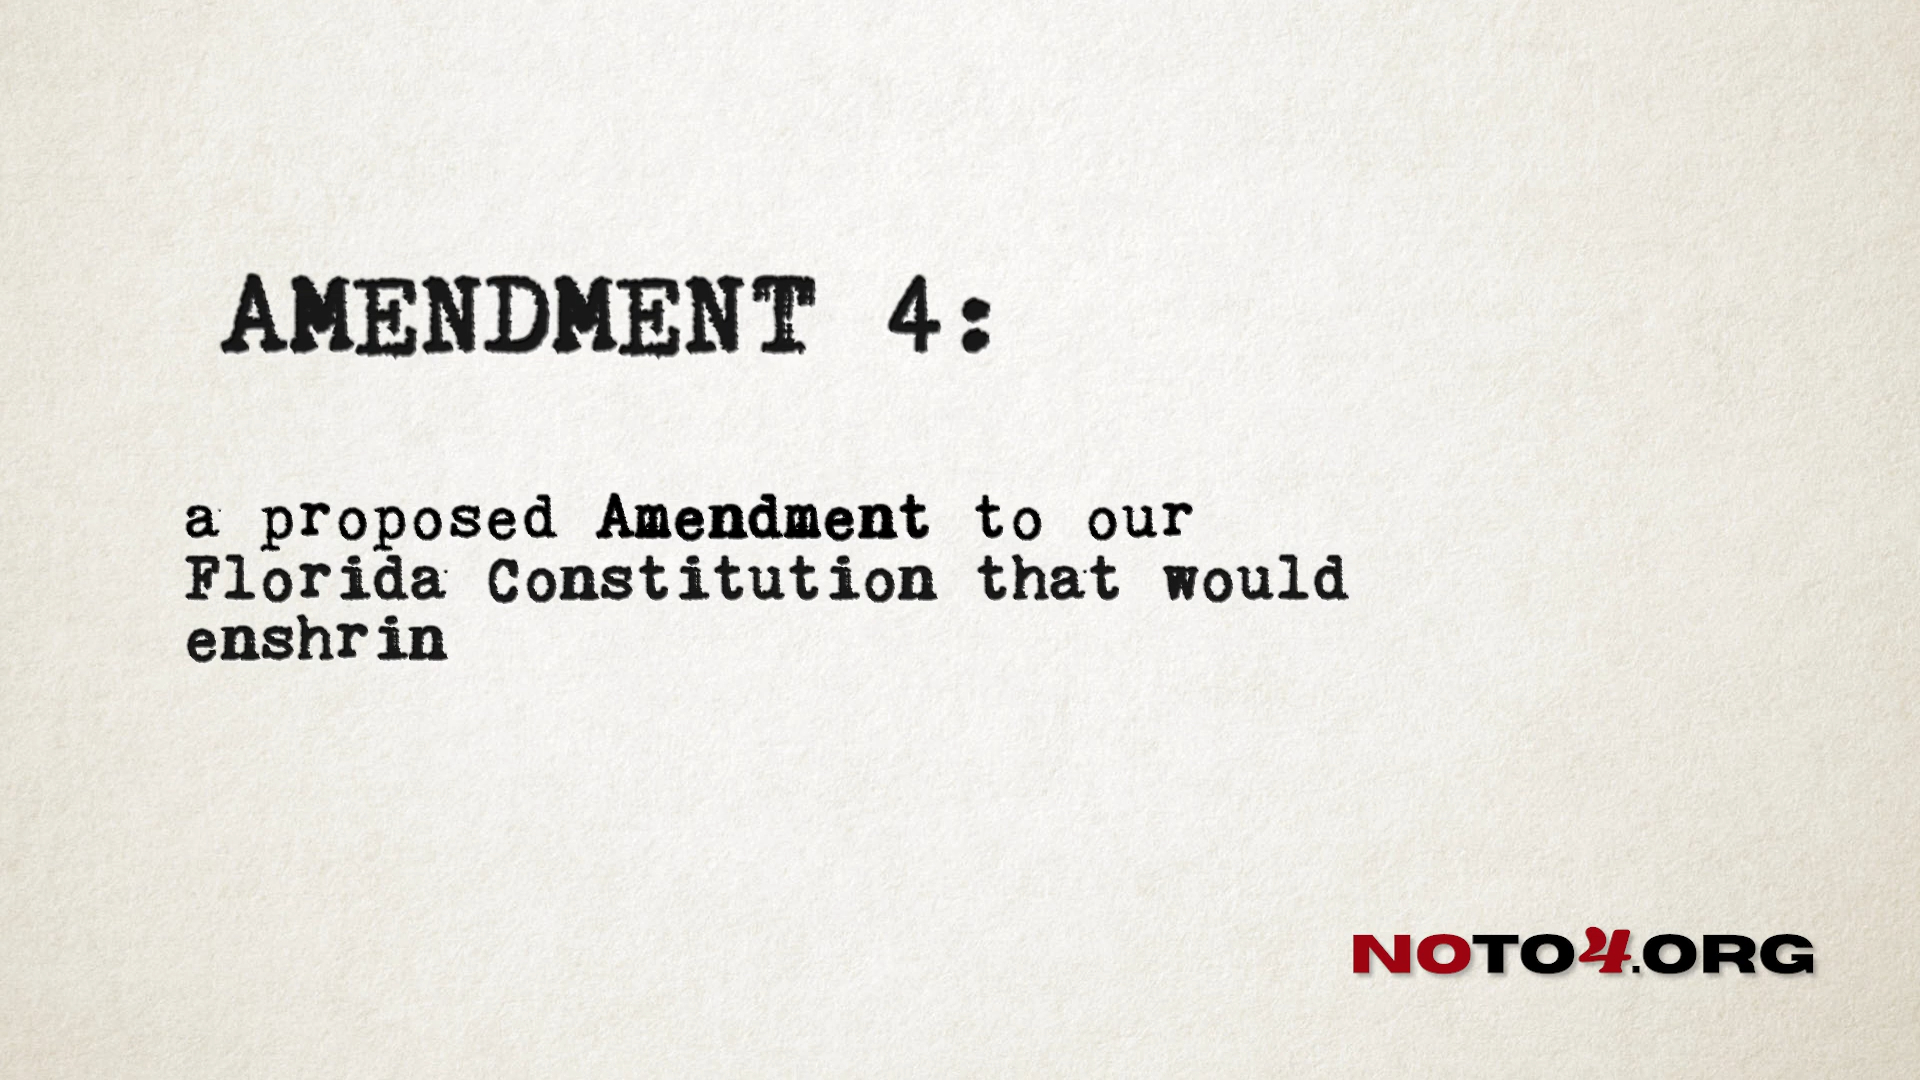 AMENDMENT 4:
a proposed Amendment to our
Florida Constitution that would
enshrin
NOTO4.ORG